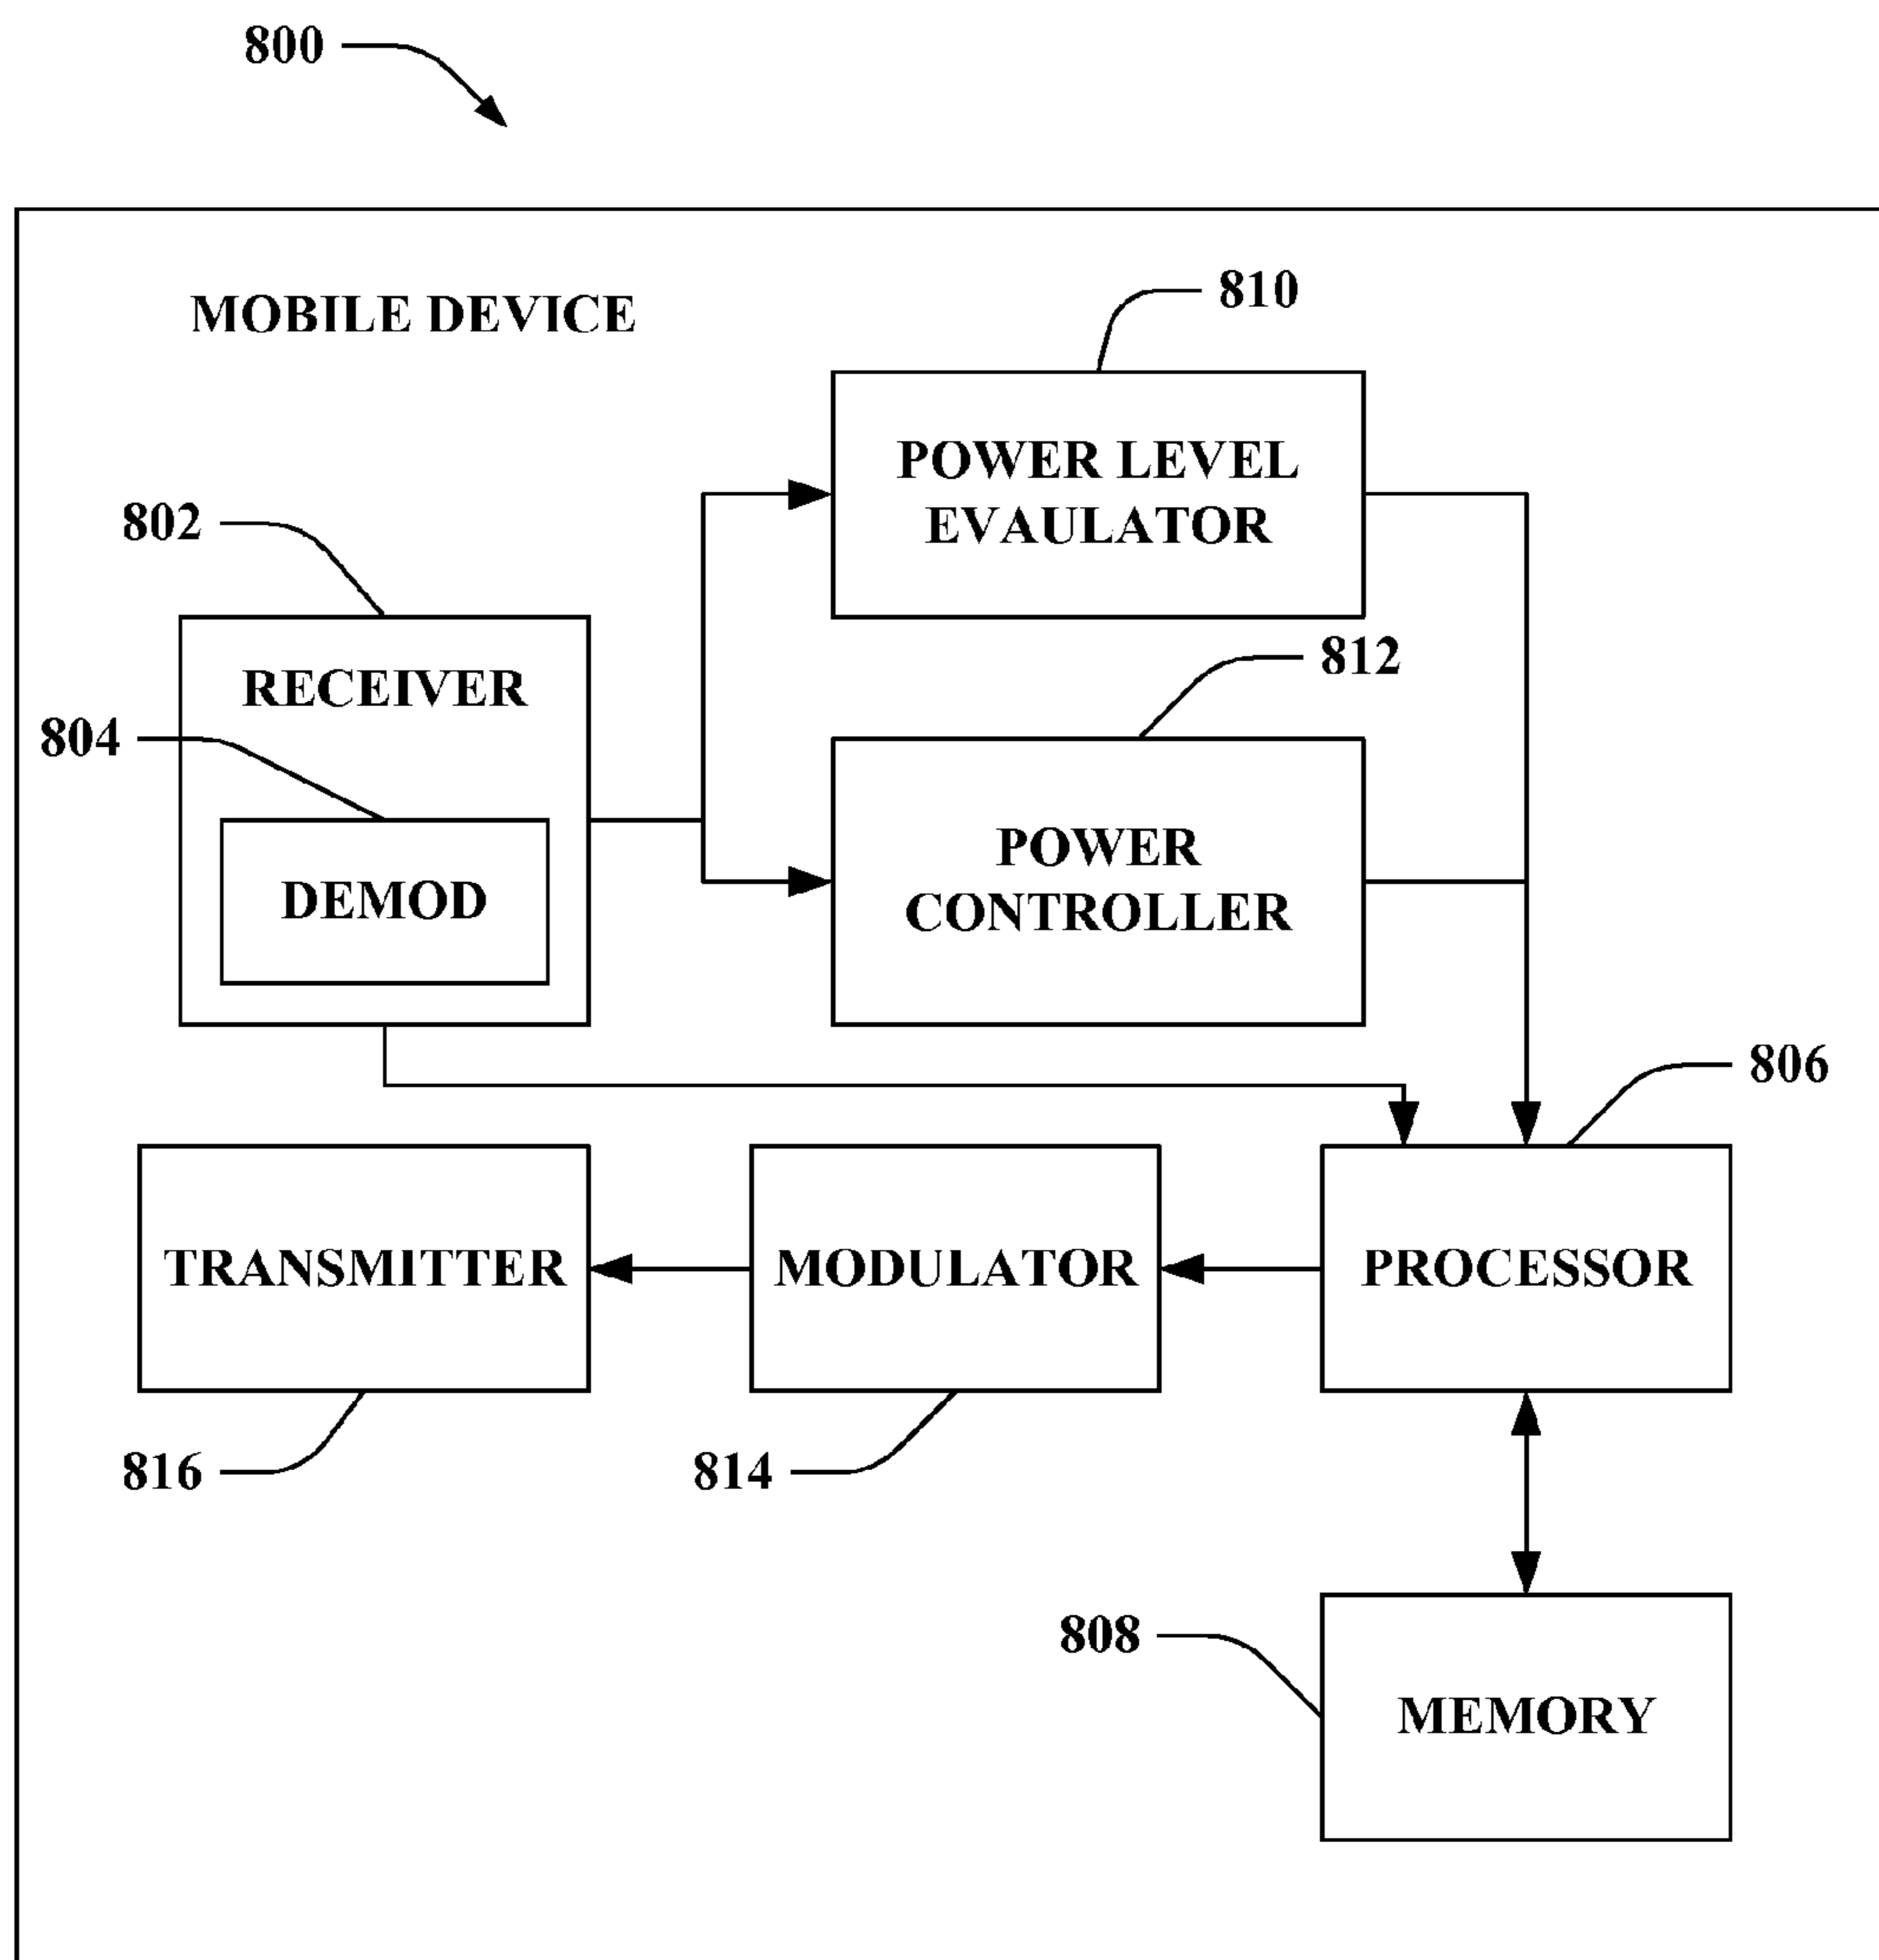 800
MOBILE DEVICE
810
POWER LEVEL
EVAULATOR
802
812
RECEIVER
804
POWER
CONTROLLER
DEMOD
806
TRANSMITTER
MODULATOR
PROCESSOR
816
814
808
MEMORY